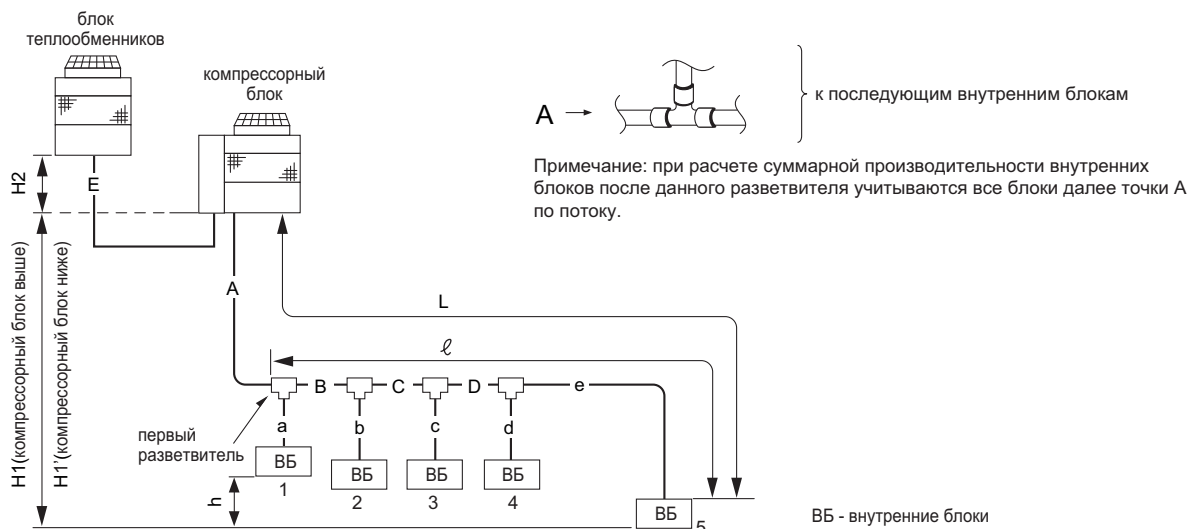 блок
теплообменников
компрессорный
блок
A
к последующим внутренним блокам
Примечание: при расчете суммарной производительности внутренних
блоков после данного разветвителя учитываются все блоки далее точки А
по потоку.
H2
E
H1(компрессорный блок выше)
H1'(компрессорный блок ниже)
A
L
ℓ
B
C
D
e
a
b
c
d
первый
разветвитель
ВБ
1
ВБ
2
ВБ
3
ВБ
4
h
ВБ
5
ВБ - внутренние блоки